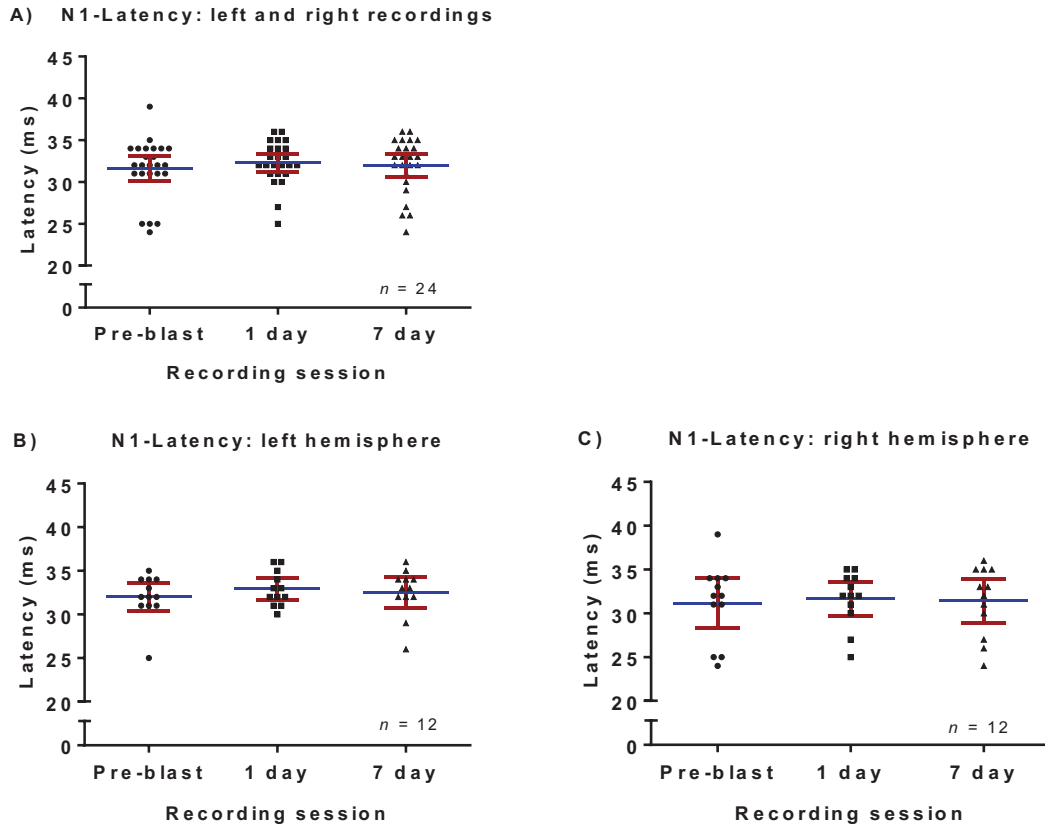 A) N1-Latency: left and right recordings
Latency (ms)
45
40
35
30
25
20
0
n = 24
Pre-blast 1 day 7 day
Recording session
B) N1-Latency: left hemisphere
Latency (ms)
45
40
35
30
25
20
0
n = 12
Pre-blast 1 day 7 day
Recording session
C) N1-Latency: right hemisphere
Latency (ms)
45
40
35
30
25
20
0
n = 12
Pre-blast 1 day 7 day
Recording session